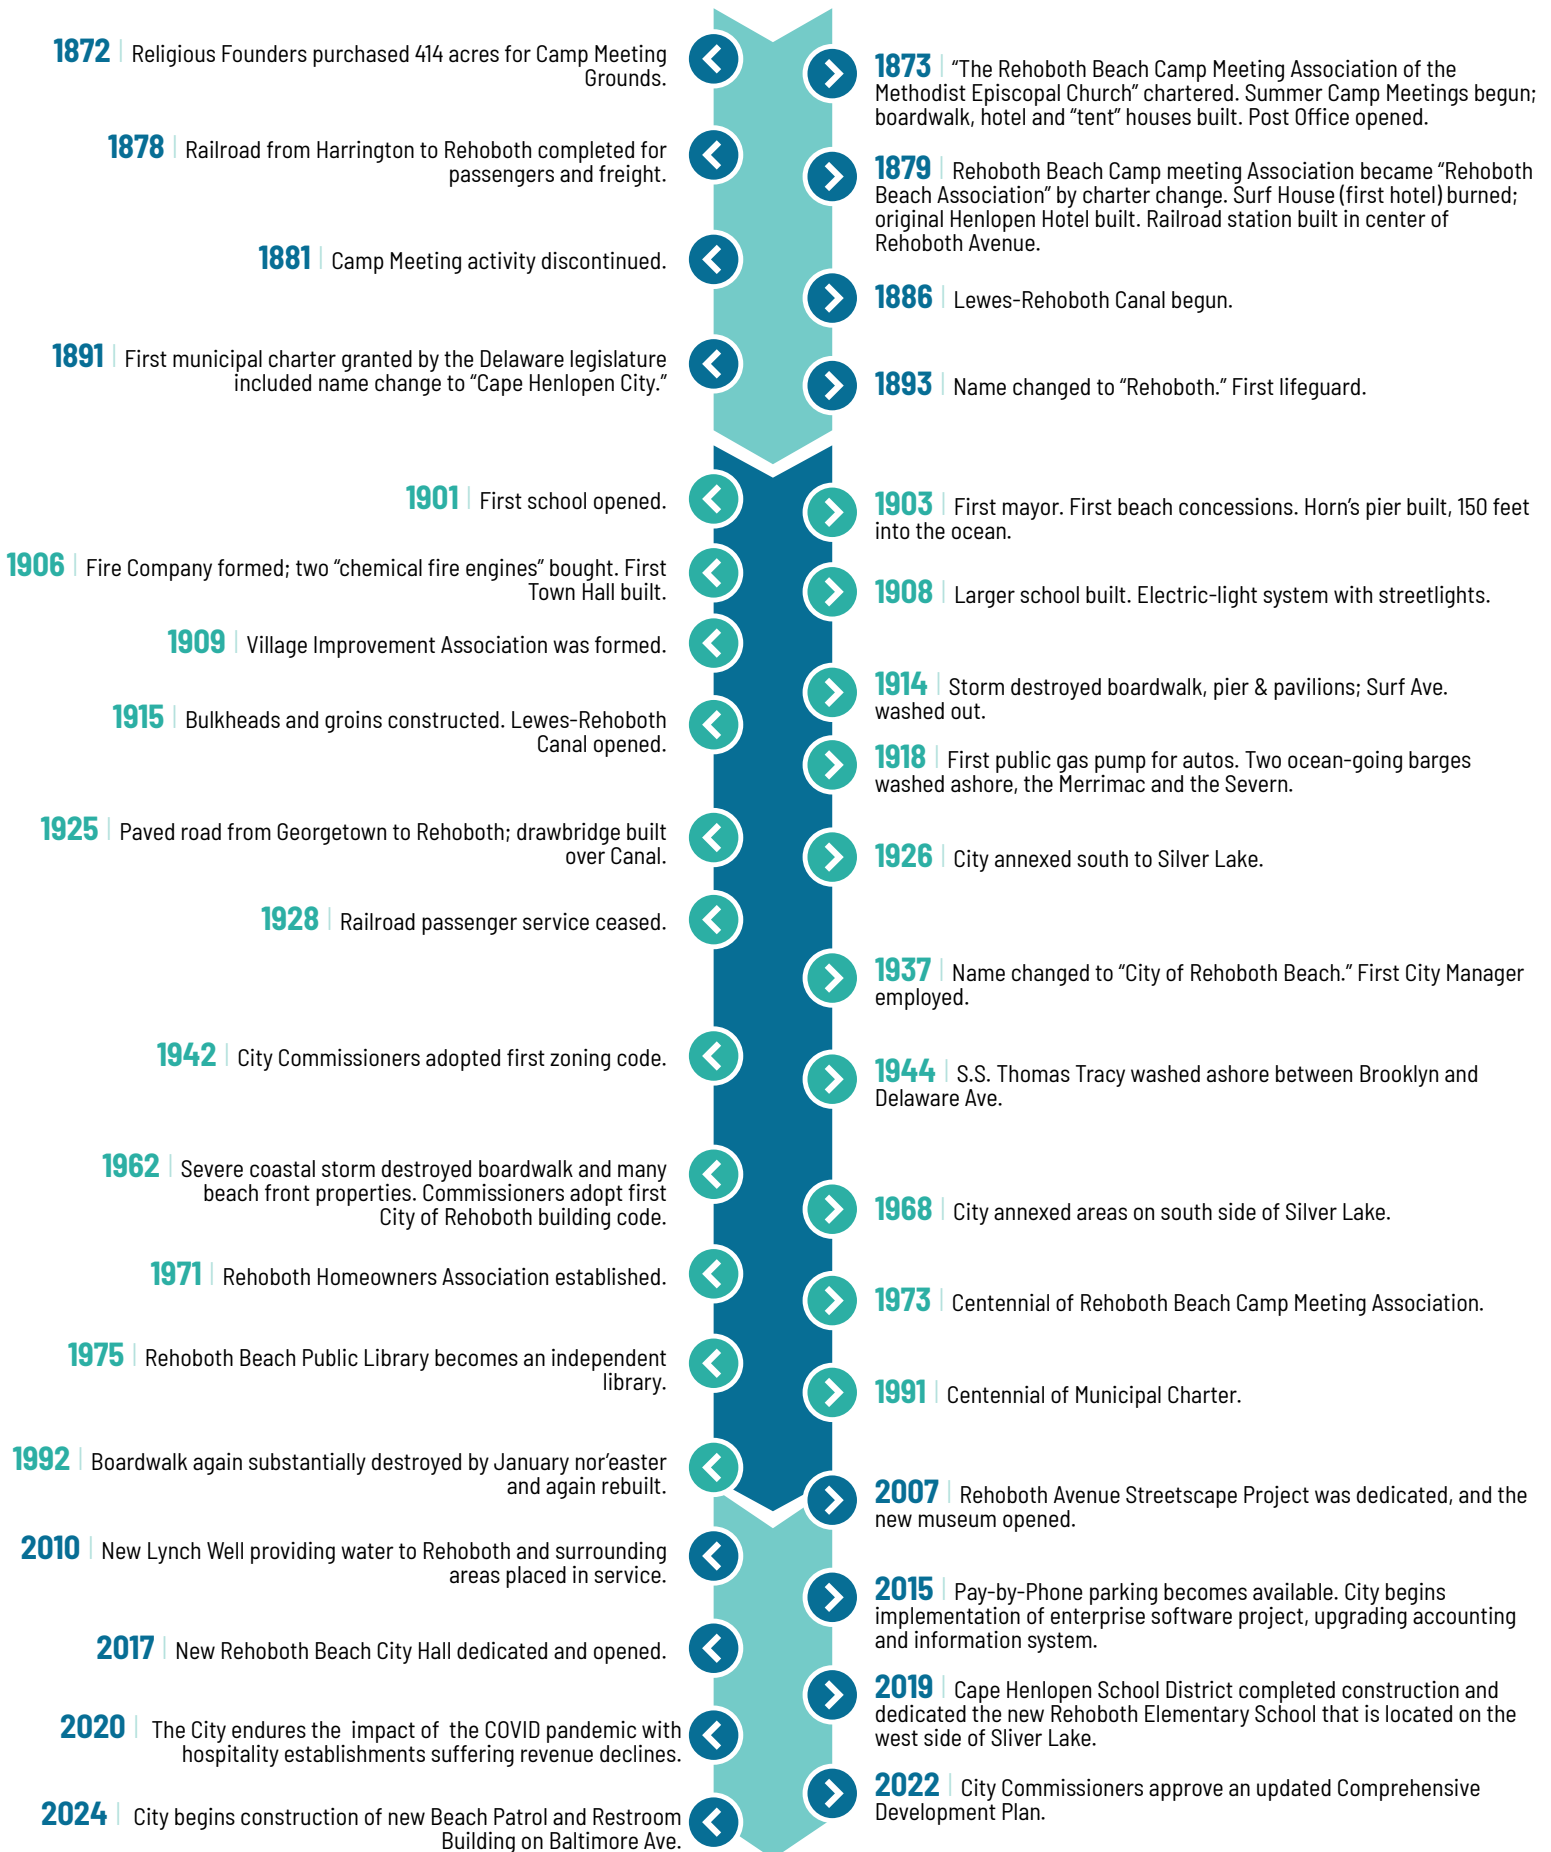 1872 | Religious Founders purchased 414 acres for Camp Meeting
Grounds.
1873 | “The Rehoboth Beach Camp Meeting Association of the
Methodist Episcopal Church” chartered. Summer Camp Meetings begun;
boardwalk, hotel and “tent” houses built. Post Office opened.
1878 | Railroad from Harrington to Rehoboth completed for
passengers and freight.
1879 | Rehoboth Beach Camp meeting Association became “Rehoboth
Beach Association” by charter change. Surf House (first hotel) burned;
original Henlopen Hotel built. Railroad station built in center of
Rehoboth Avenue.
1881 | Camp Meeting activity discontinued.
1886 | Lewes-Rehoboth Canal begun.
1891 | First municipal charter granted by the Delaware legislature
included name change to “Cape Henlopen City.”
1893 | Name changed to “Rehoboth.” First lifeguard.
1901 | First school opened.
1903 | First mayor. First beach concessions. Horn’s pier built, 150 feet
into the ocean.
1906 | Fire Company formed; two “chemical fire engines” bought. First
Town Hall built.
1908 | Larger school built. Electric-light system with streetlights.
1909 | Village Improvement Association was formed.
1914 | Storm destroyed boardwalk, pier & pavilions; Surf Ave.
washed out.
1915 | Bulkheads and groins constructed. Lewes-Rehoboth
Canal opened.
1918 | First public gas pump for autos. Two ocean-going barges
washed ashore, the Merrimac and the Severn.
1925 | Paved road from Georgetown to Rehoboth; drawbridge built
over Canal.
1926 | City annexed south to Silver Lake.
1928 | Railroad passenger service ceased.
1937 | Name changed to “City of Rehoboth Beach.” First City Manager
employed.
1942 | City Commissioners adopted first zoning code.
1944 | S.S. Thomas Tracy washed ashore between Brooklyn and
Delaware Ave.
1962 | Severe coastal storm destroyed boardwalk and many
beach front properties. Commissioners adopt first
City of Rehoboth building code.
1968 | City annexed areas on south side of Silver Lake.
1971 | Rehoboth Homeowners Association established.
1973 | Centennial of Rehoboth Beach Camp Meeting Association.
1975 | Rehoboth Beach Public Library becomes an independent
library.
1991 | Centennial of Municipal Charter.
1992 | Boardwalk again substantially destroyed by January nor’easter
and again rebuilt.
2007 | Rehoboth Avenue Streetscape Project was dedicated, and the
new museum opened.
2010 | New Lynch Well providing water to Rehoboth and surrounding
areas placed in service.
2015 | Pay-by-Phone parking becomes available. City begins
implementation of enterprise software project, upgrading accounting
and information system.
2017 | New Rehoboth Beach City Hall dedicated and opened.
2019 | Cape Henlopen School District completed construction and
dedicated the new Rehoboth Elementary School that is located on the
west side of Sliver Lake.
2020 | The City endures the impact of the COVID pandemic with
hospitality establishments suffering revenue declines.
2022 | City Commissioners approve an updated Comprehensive
Development Plan.
2024 | City begins construction of new Beach Patrol and Restroom
Building on Baltimore Ave.